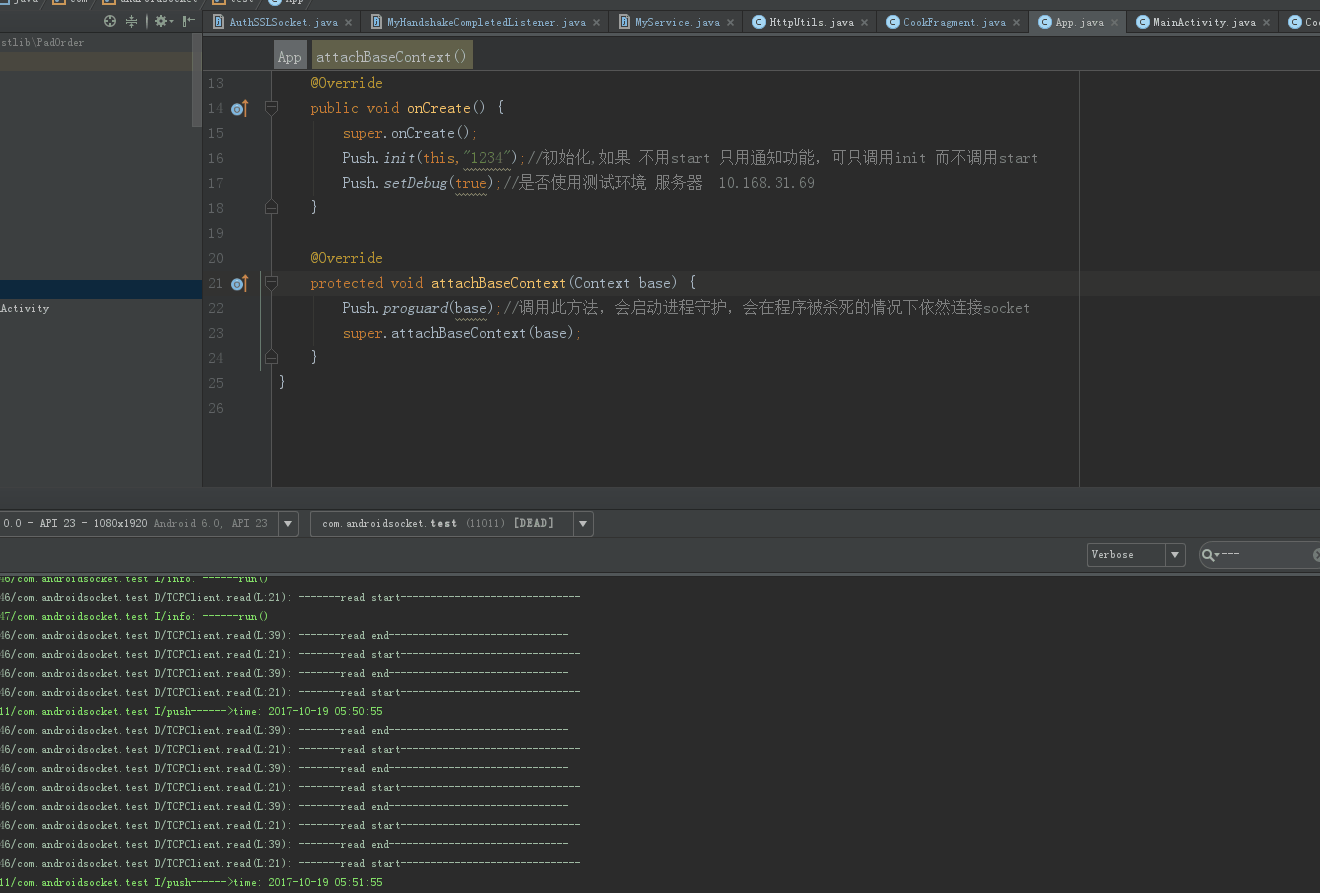 AuthSSLSocket.java MyHandshakeCompletedListener.java MyService.java HttpUtils.java CookFragment.java App.java MainActivity.java Coo
stlib\PadOrder
App attachBaseContext()
13 @Override
14 public void onCreate() {
15 super.onCreate();
16 Push.init(this,"1234");//初始化,如果 不用start 只用通知功能，可只调用init 而不调用start
17 Push.setDebug(true);//是否使用测试环境 服务器 10.168.31.69
18 }
19
20 @Override
21 protected void attachBaseContext(Context base) {
Activity
22 Push.proguard(base);//调用此方法，会启动进程守护，会在程序被杀死的情况下依然连接socket
23 super.attachBaseContext(base);
24 }
25 }
26
0.0 - API 23 - 1080x1920 Android 6.0, API 23 com.androidsocket.test (11011) [DEAD]
Verbose ---
46/com.androidsocket.test I/info: ------run()
46/com.androidsocket.test D/TCPClient.read(L:21): -------read start------------------------------
47/com.androidsocket.test I/info: ------run()
46/com.androidsocket.test D/TCPClient.read(L:39): -------read end------------------------------
46/com.androidsocket.test D/TCPClient.read(L:21): -------read start------------------------------
46/com.androidsocket.test D/TCPClient.read(L:39): -------read end------------------------------
46/com.androidsocket.test D/TCPClient.read(L:21): -------read start------------------------------
11/com.androidsocket.test I/push------>time: 2017-10-19 05:50:55
46/com.androidsocket.test D/TCPClient.read(L:39): -------read end------------------------------
46/com.androidsocket.test D/TCPClient.read(L:21): -------read start------------------------------
46/com.androidsocket.test D/TCPClient.read(L:39): -------read end------------------------------
46/com.androidsocket.test D/TCPClient.read(L:21): -------read start------------------------------
46/com.androidsocket.test D/TCPClient.read(L:39): -------read end------------------------------
46/com.androidsocket.test D/TCPClient.read(L:21): -------read start------------------------------
46/com.androidsocket.test D/TCPClient.read(L:39): -------read end------------------------------
46/com.androidsocket.test D/TCPClient.read(L:21): -------read start------------------------------
11/com.androidsocket.test I/push------>time: 2017-10-19 05:51:55